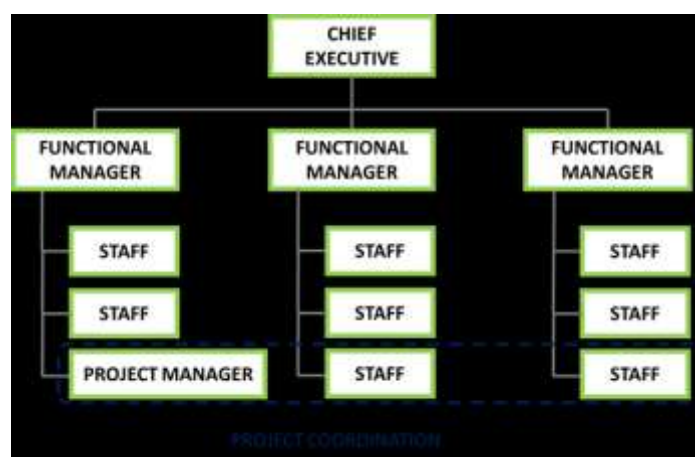 CHIEF
EXECUTIVE
FUNCTIONAL
MANAGER
FUNCTIONAL
MANAGER
FUNCTIONAL
MANAGER
STAFF
STAFF
STAFF
STAFF
STAFF
STAFF
PROJECT MANAGER
STAFF
STAFF
PROJECT COORDINATION